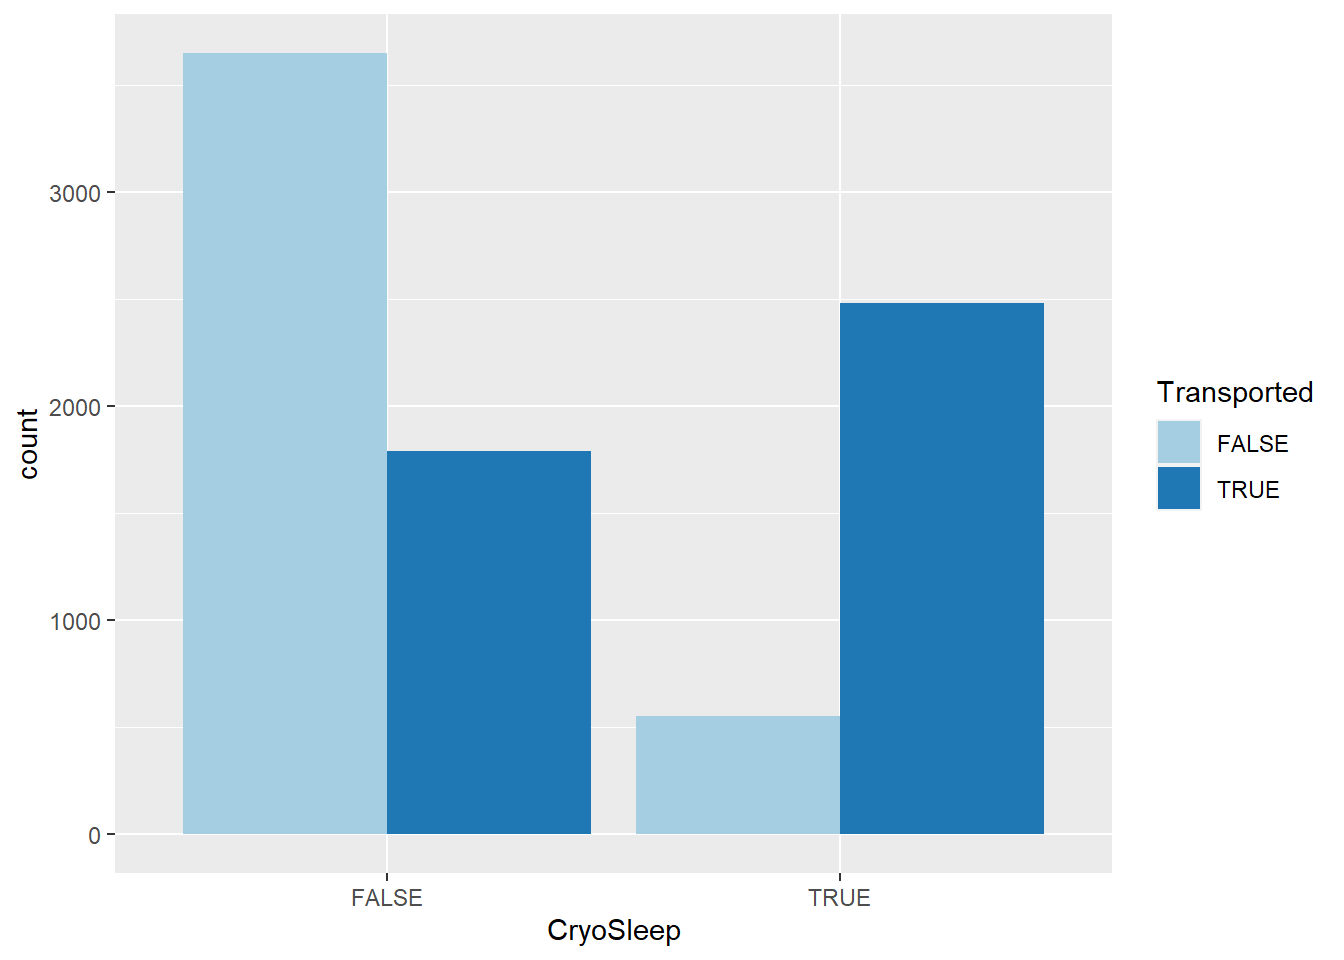 count
3000
2000
1000
0
FALSE
TRUE
CryoSleep
Transported
FALSE
TRUE